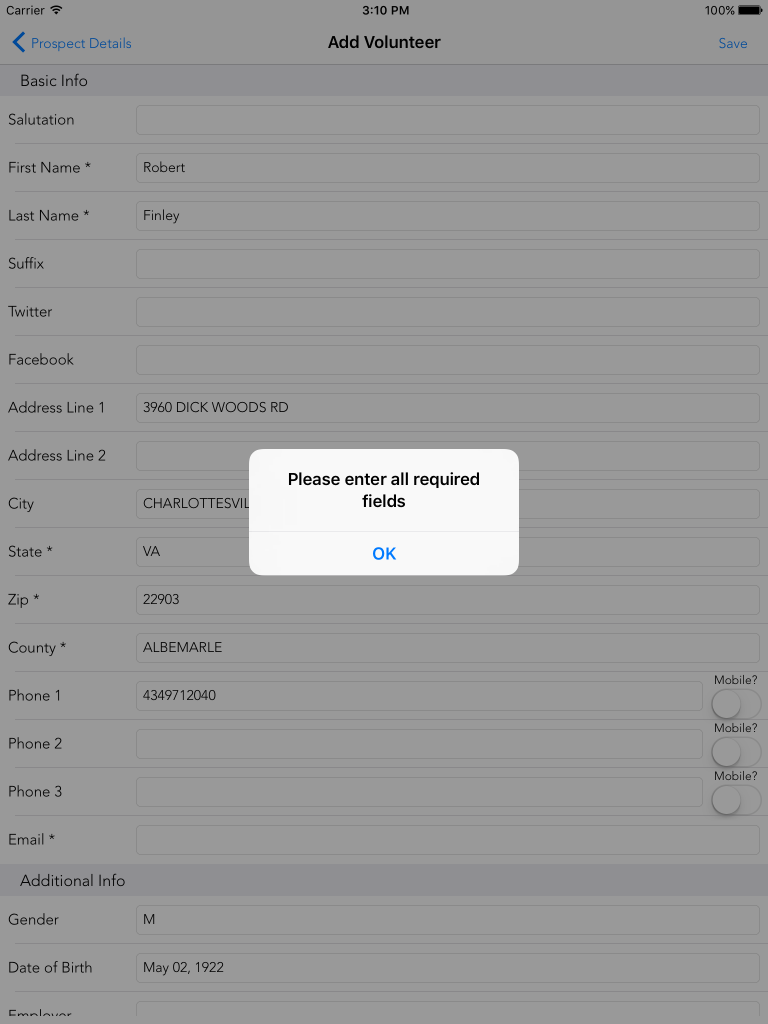 Carrier 3:10 PM 100%
Prospect Details Add Volunteer Save
Basic Info
Salutation
First Name * Robert
Last Name * Finley
Suffix
Twitter
Facebook
Address Line 1 3960 DICK WOODS RD
Address Line 2
Please enter all required
fields
OK
City CHARLOTTESVIL
State * VA
Zip * 22903
County * ALBEMARLE
Mobile?
Phone 1 4349712040
Mobile?
Phone 2
Mobile?
Phone 3
Email *
Additional Info
Gender M
Date of Birth May 02, 1922
Employer